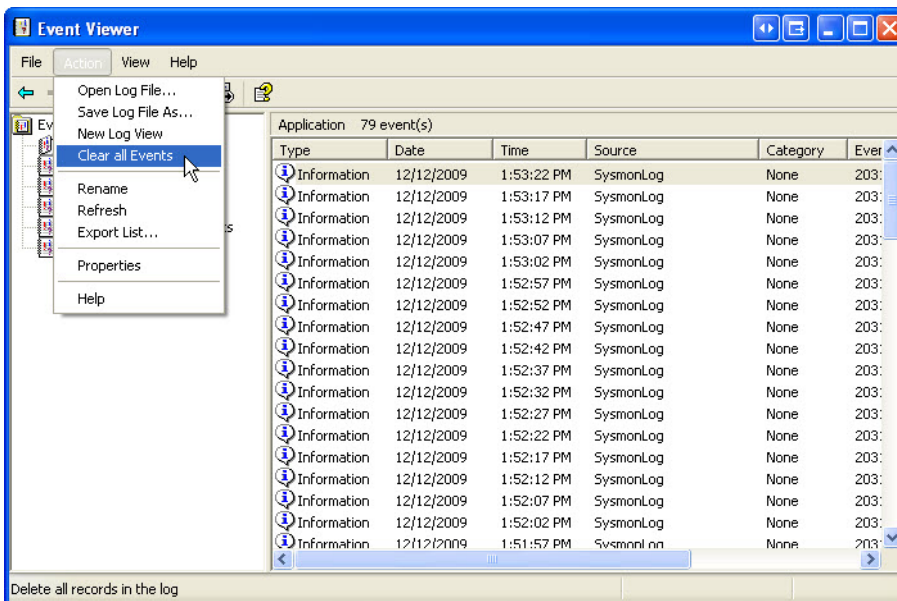 Event Viewer
File Action View Help
Open Log File...
Save Log File As...
New Log View
Clear all Events
Rename
Refresh
Export List...
Properties
Help
Application 79 event(s)
Type Date Time Source Category
Information 12/12/2009 1:53:22 PM SysmonLog None
Information 12/12/2009 1:53:17 PM SysmonLog None
Information 12/12/2009 1:53:12 PM SysmonLog None
Information 12/12/2009 1:53:07 PM SysmonLog None
Information 12/12/2009 1:53:02 PM SysmonLog None
Information 12/12/2009 1:52:57 PM SysmonLog None
Information 12/12/2009 1:52:52 PM SysmonLog None
Information 12/12/2009 1:52:47 PM SysmonLog None
Information 12/12/2009 1:52:42 PM SysmonLog None
Information 12/12/2009 1:52:37 PM SysmonLog None
Information 12/12/2009 1:52:32 PM SysmonLog None
Information 12/12/2009 1:52:27 PM SysmonLog None
Information 12/12/2009 1:52:22 PM SysmonLog None
Information 12/12/2009 1:52:17 PM SysmonLog None
Information 12/12/2009 1:52:12 PM SysmonLog None
Information 12/12/2009 1:52:07 PM SysmonLog None
Information 12/12/2009 1:52:02 PM SysmonLog None
Information 12/12/2009 1:51:57 PM SysmonLog None
Delete all records in the log